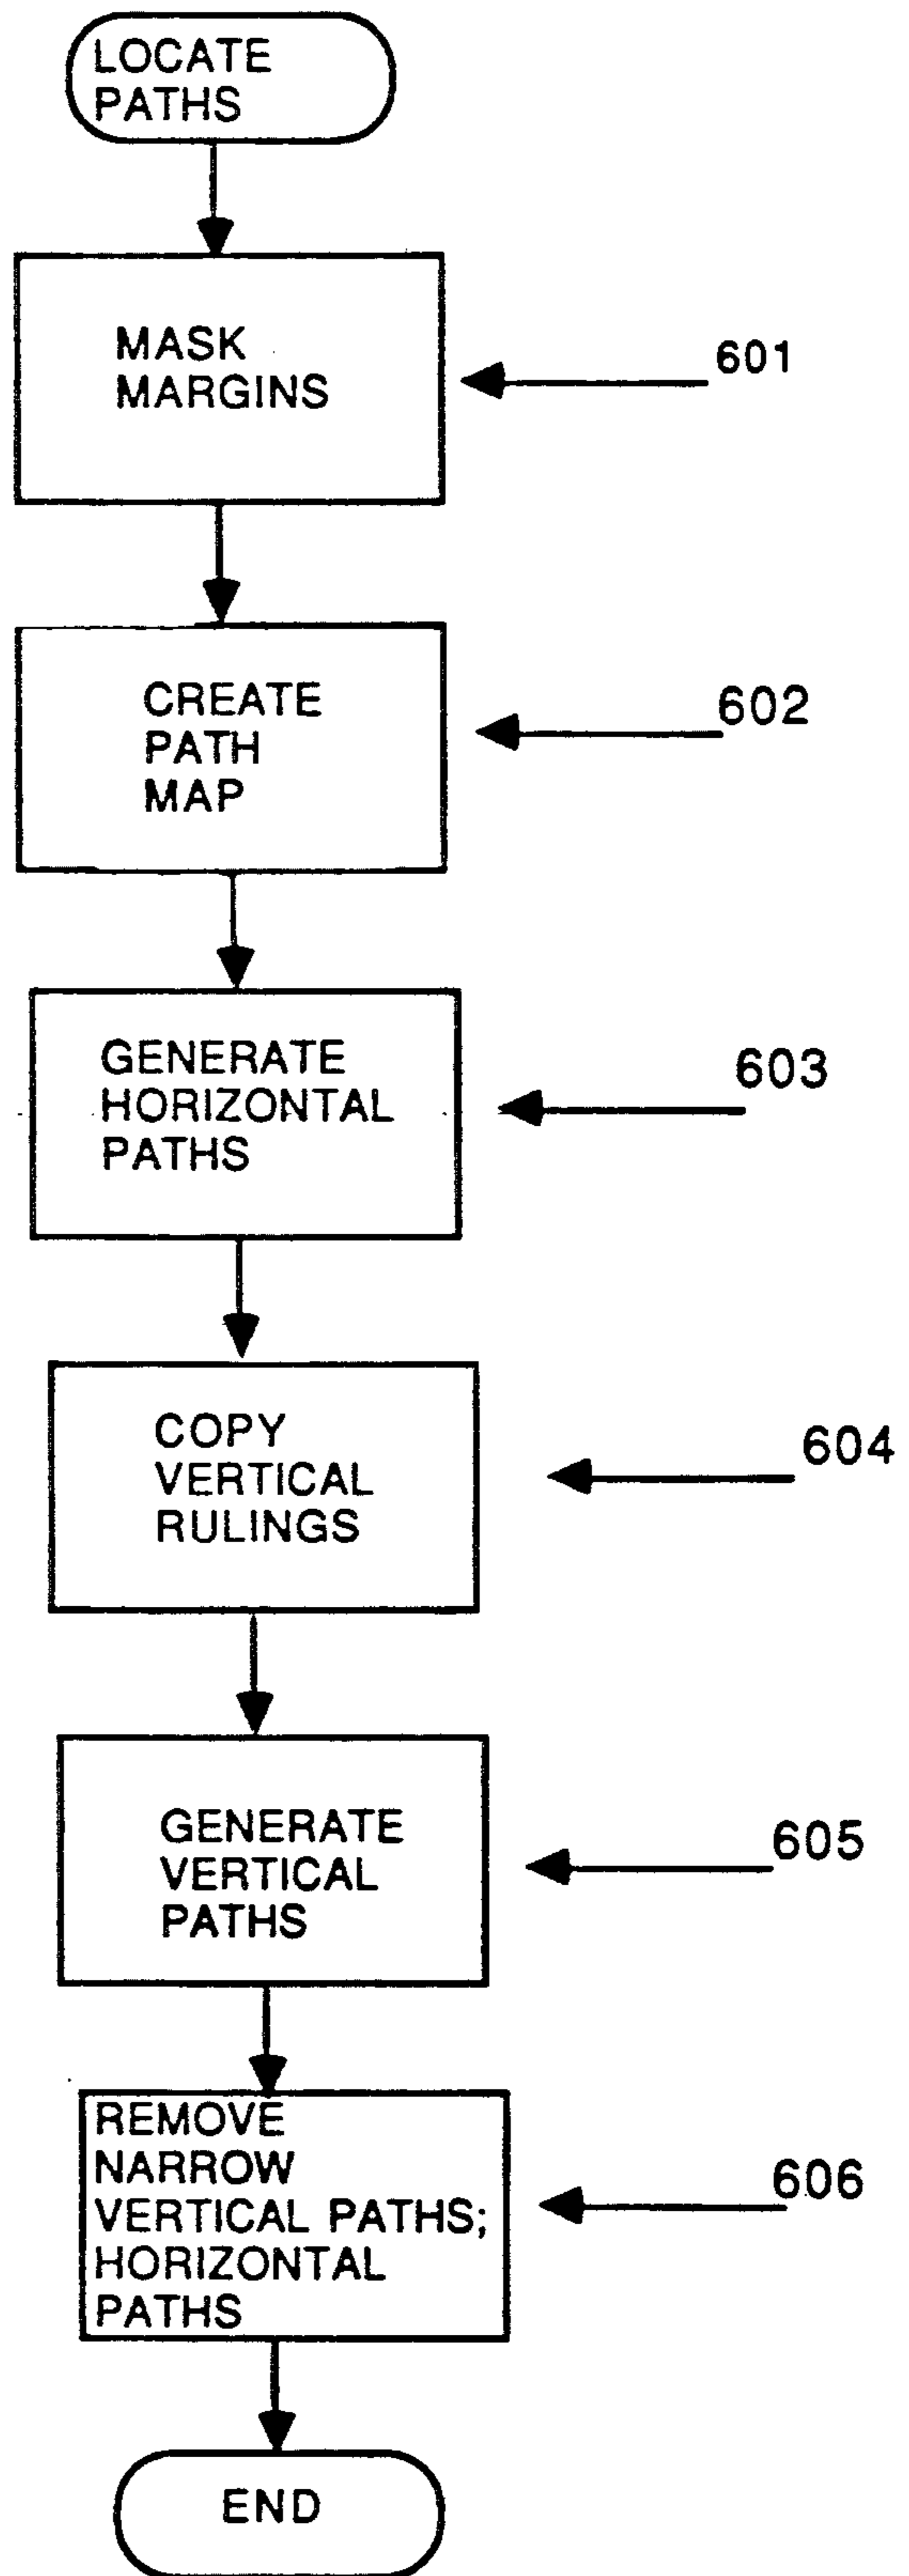 LOCATE
PATHS
MASK
MARGINS
601
CREATE
PATH
MAP
602
GENERATE
HORIZONTAL
PATHS
603
COPY
VERTICAL
RULINGS
604
GENERATE
VERTICAL
PATHS
605
REMOVE
NARROW
VERTICAL PATHS;
HORIZONTAL
PATHS
606
END